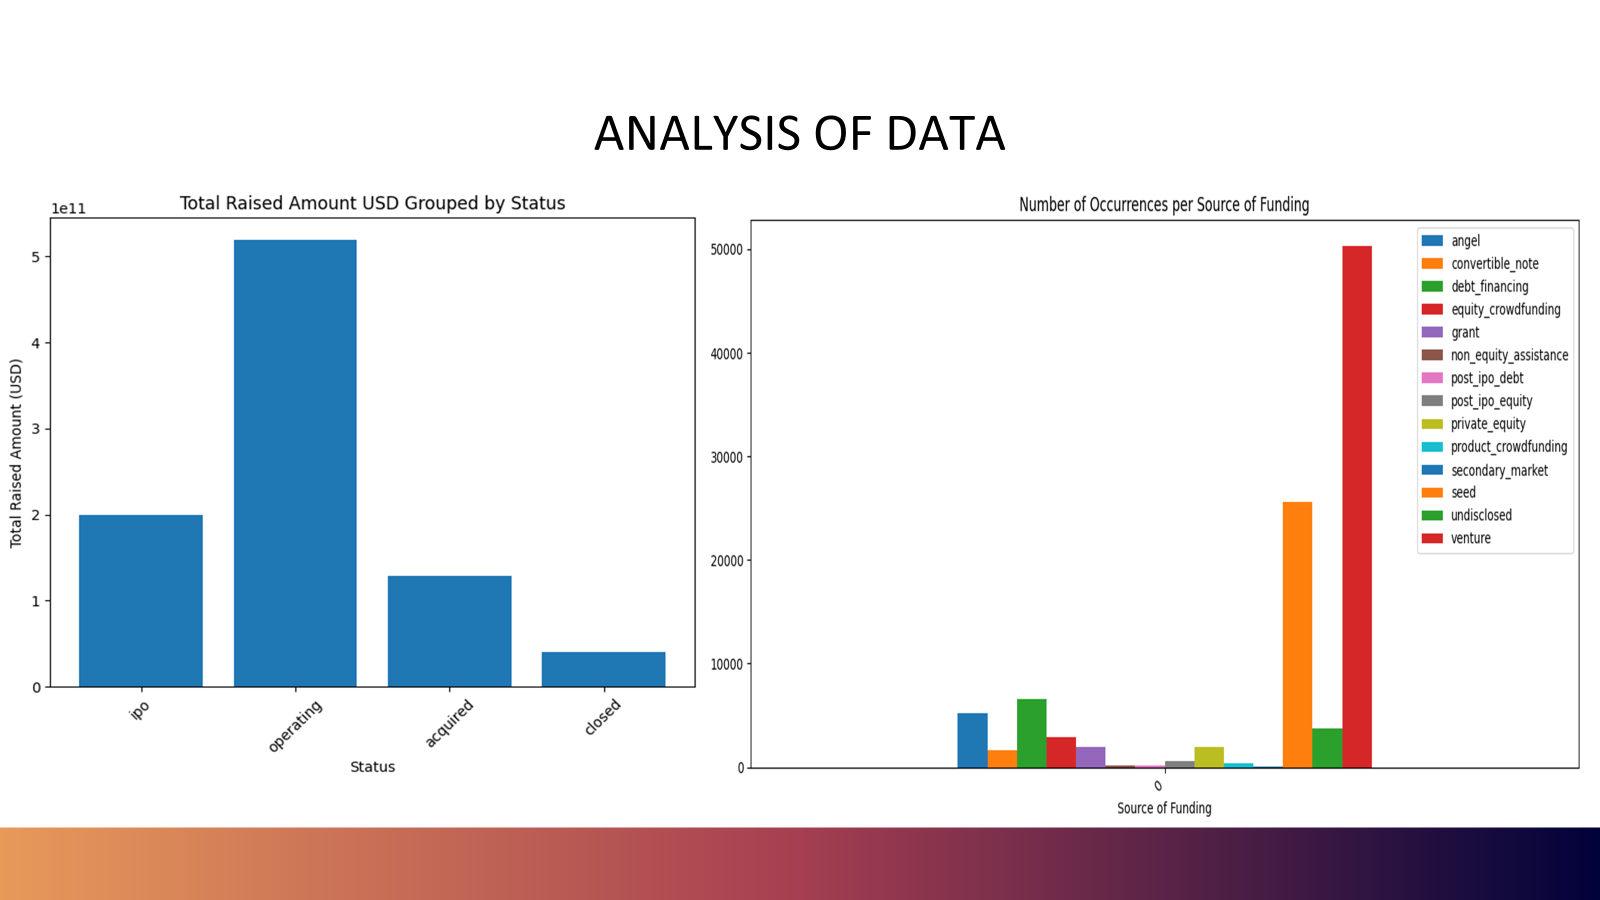 ANALYSIS OF DATA
Total Raised Amount USD Grouped by Status
1e11
5
4
3
2
1
0
Total Raised Amount (USD)
ipo
operating
acquired
closed
Status
Number of Occurrences per Source of Funding
50000
40000
30000
20000
10000
0
angel
convertible_note
debt_financing
equity_crowdfunding
grant
non_equity_assistance
post_ipo_debt
post_ipo_equity
private_equity
product_crowdfunding
secondary_market
seed
undisclosed
venture
0
Source of Funding